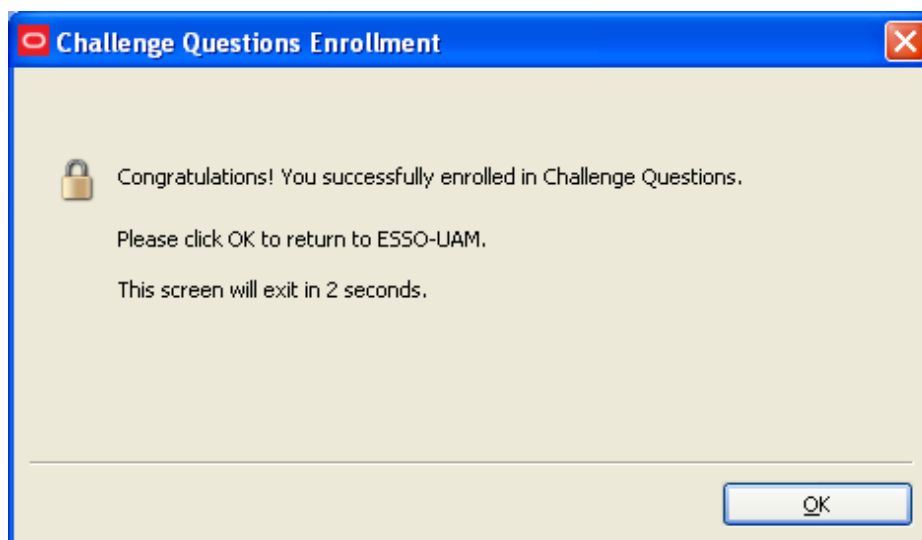 Challenge Questions Enrollment
Congratulations! You successfully enrolled in Challenge Questions.
Please click OK to return to ESSO-UAM.
This screen will exit in 2 seconds.
OK